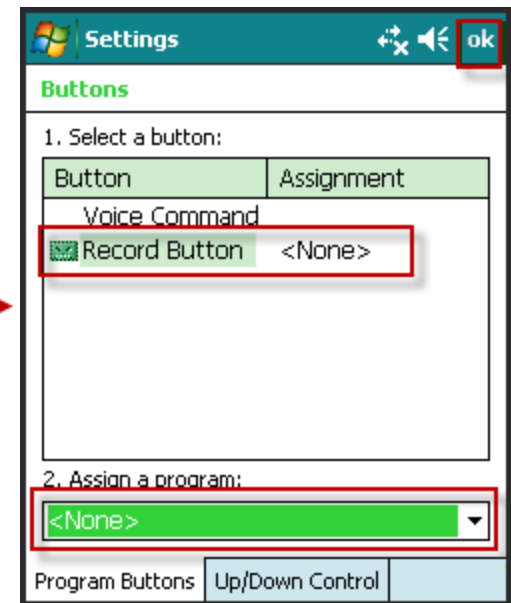 Settings ok
Buttons
1. Select a button:
Button Assignment
Voice Command
Record Button <None>
2. Assign a program:
<None>
Program Buttons Up/Down Control